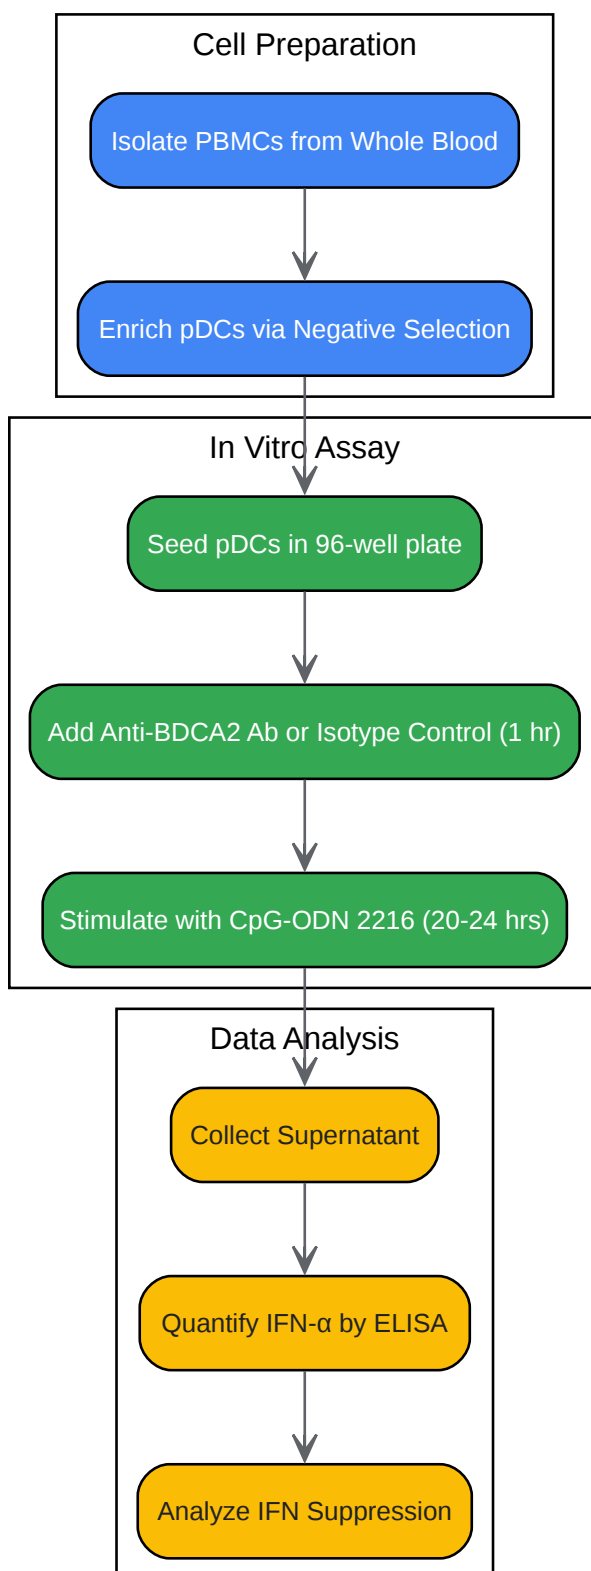 Cell Preparation
Isolate PBMCs from Whole Blood
Enrich pDCs via Negative Selection
In Vitro Assay
Seed pDCs in 96-well plate
Add Anti-BDCA2 Ab or Isotype Control (1 hr)
Stimulate with CpG-ODN 2216 (20-24 hrs)
Data Analysis
Collect Supernatant
Quantify IFN-α by ELISA
Analyze IFN Suppression